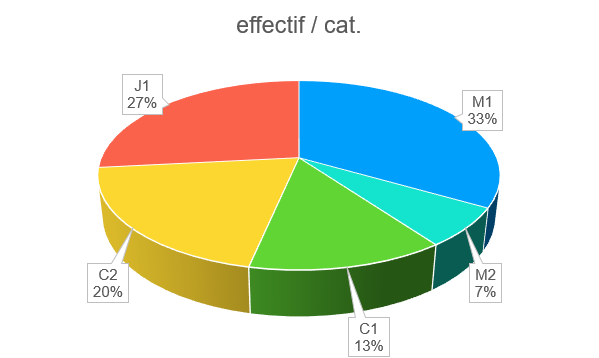 effectif / cat.
J1
27%
M1
33%
C2
20%
M2
7%
C1
13%